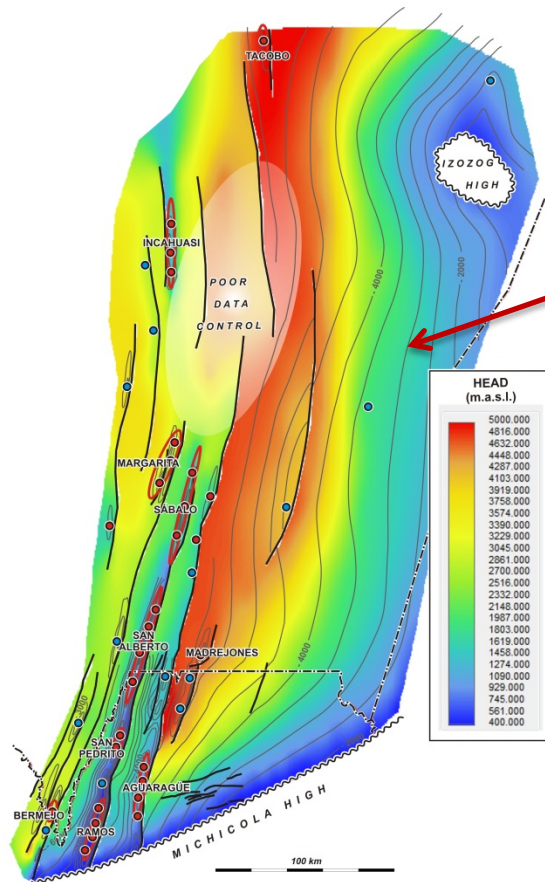 TACOBO
IZOZOG
HIGH
INCAHUASI
POOR
DATA
CONTROL
- 4000
- 2000
HEAD
(m.a.s.l.)
5000.000
4816.000
4632.000
4448.000
4287.000
4103.000
3919.000
3758.000
3574.000
3390.000
3229.000
3045.000
2861.000
2700.000
2516.000
2332.000
2148.000
1987.000
1803.000
1619.000
1458.000
1274.000
1090.000
929.000
745.000
561.000
400.000
MARGARITA
SÁBALO
SAN
ALBERTO
MADREJONES
-4000
SAN
PEDRITO
AGUARAGÜE
BERMEJO
RAMOS
MICHICOLA HIGH
100 km